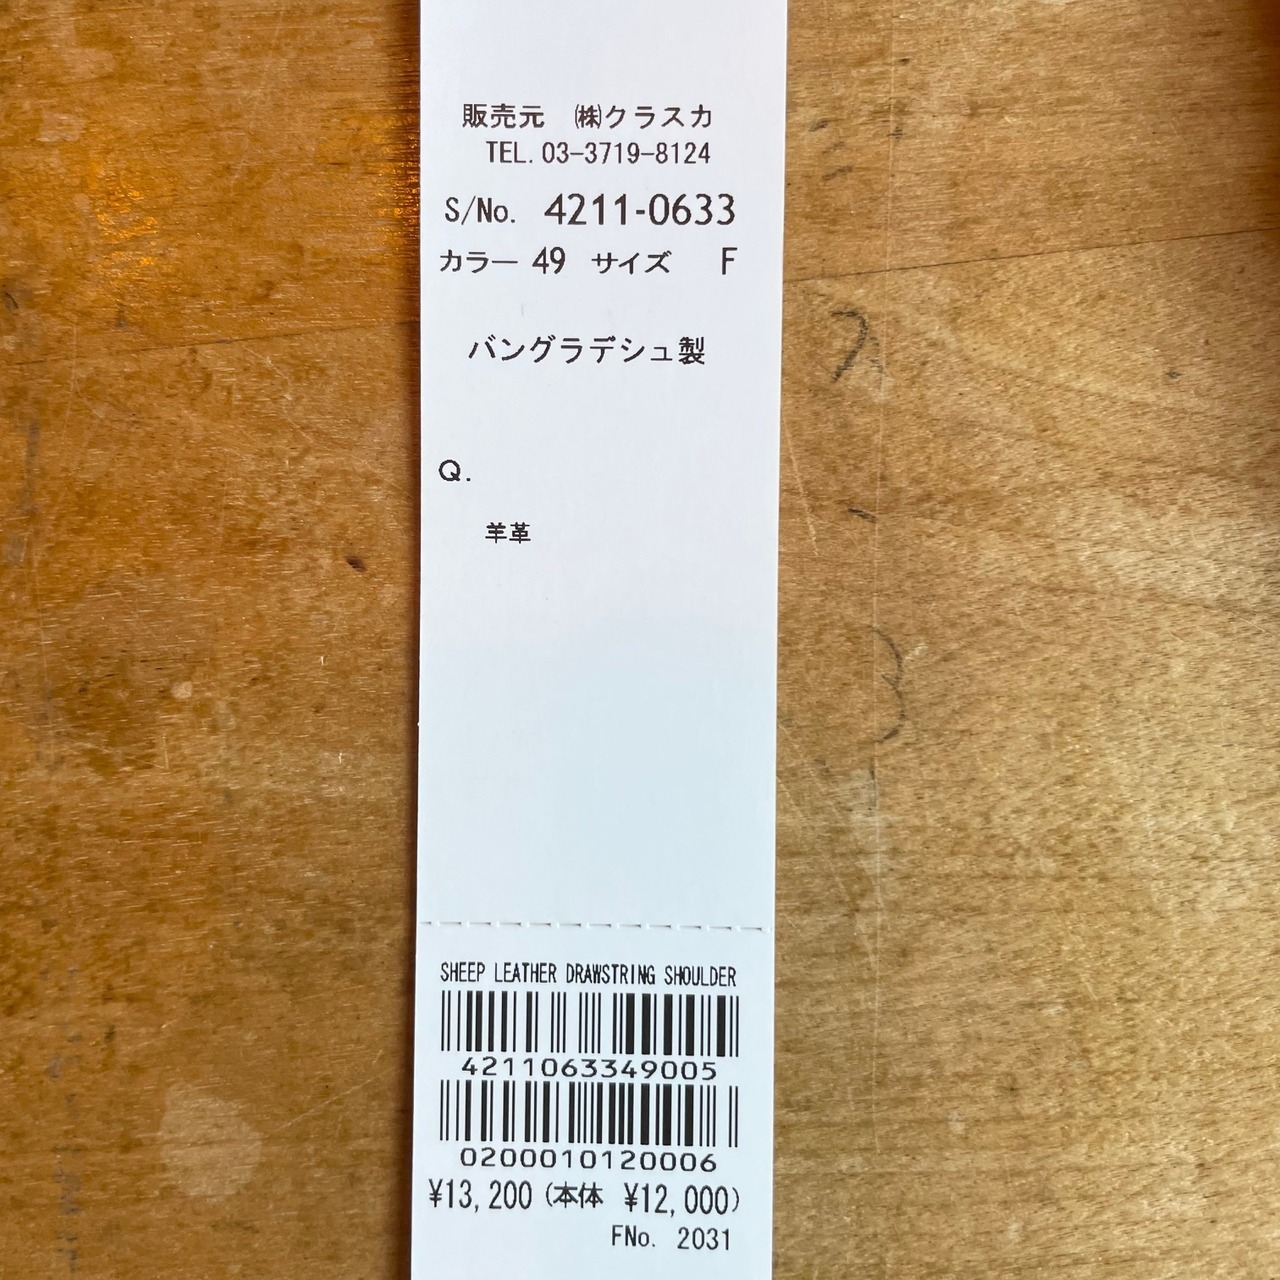 販売元 ㈱クラスカ
TEL. 03-3719-8124
S/No. 4211-0633
カラー 49 サイズ F
バングラデシュ製
Q.
羊革
SHEEP LEATHER DRAWSTRING SHOULDER
4211063349005
0200010120006
¥13,200 (本体 ¥12,000)
FNo. 2031